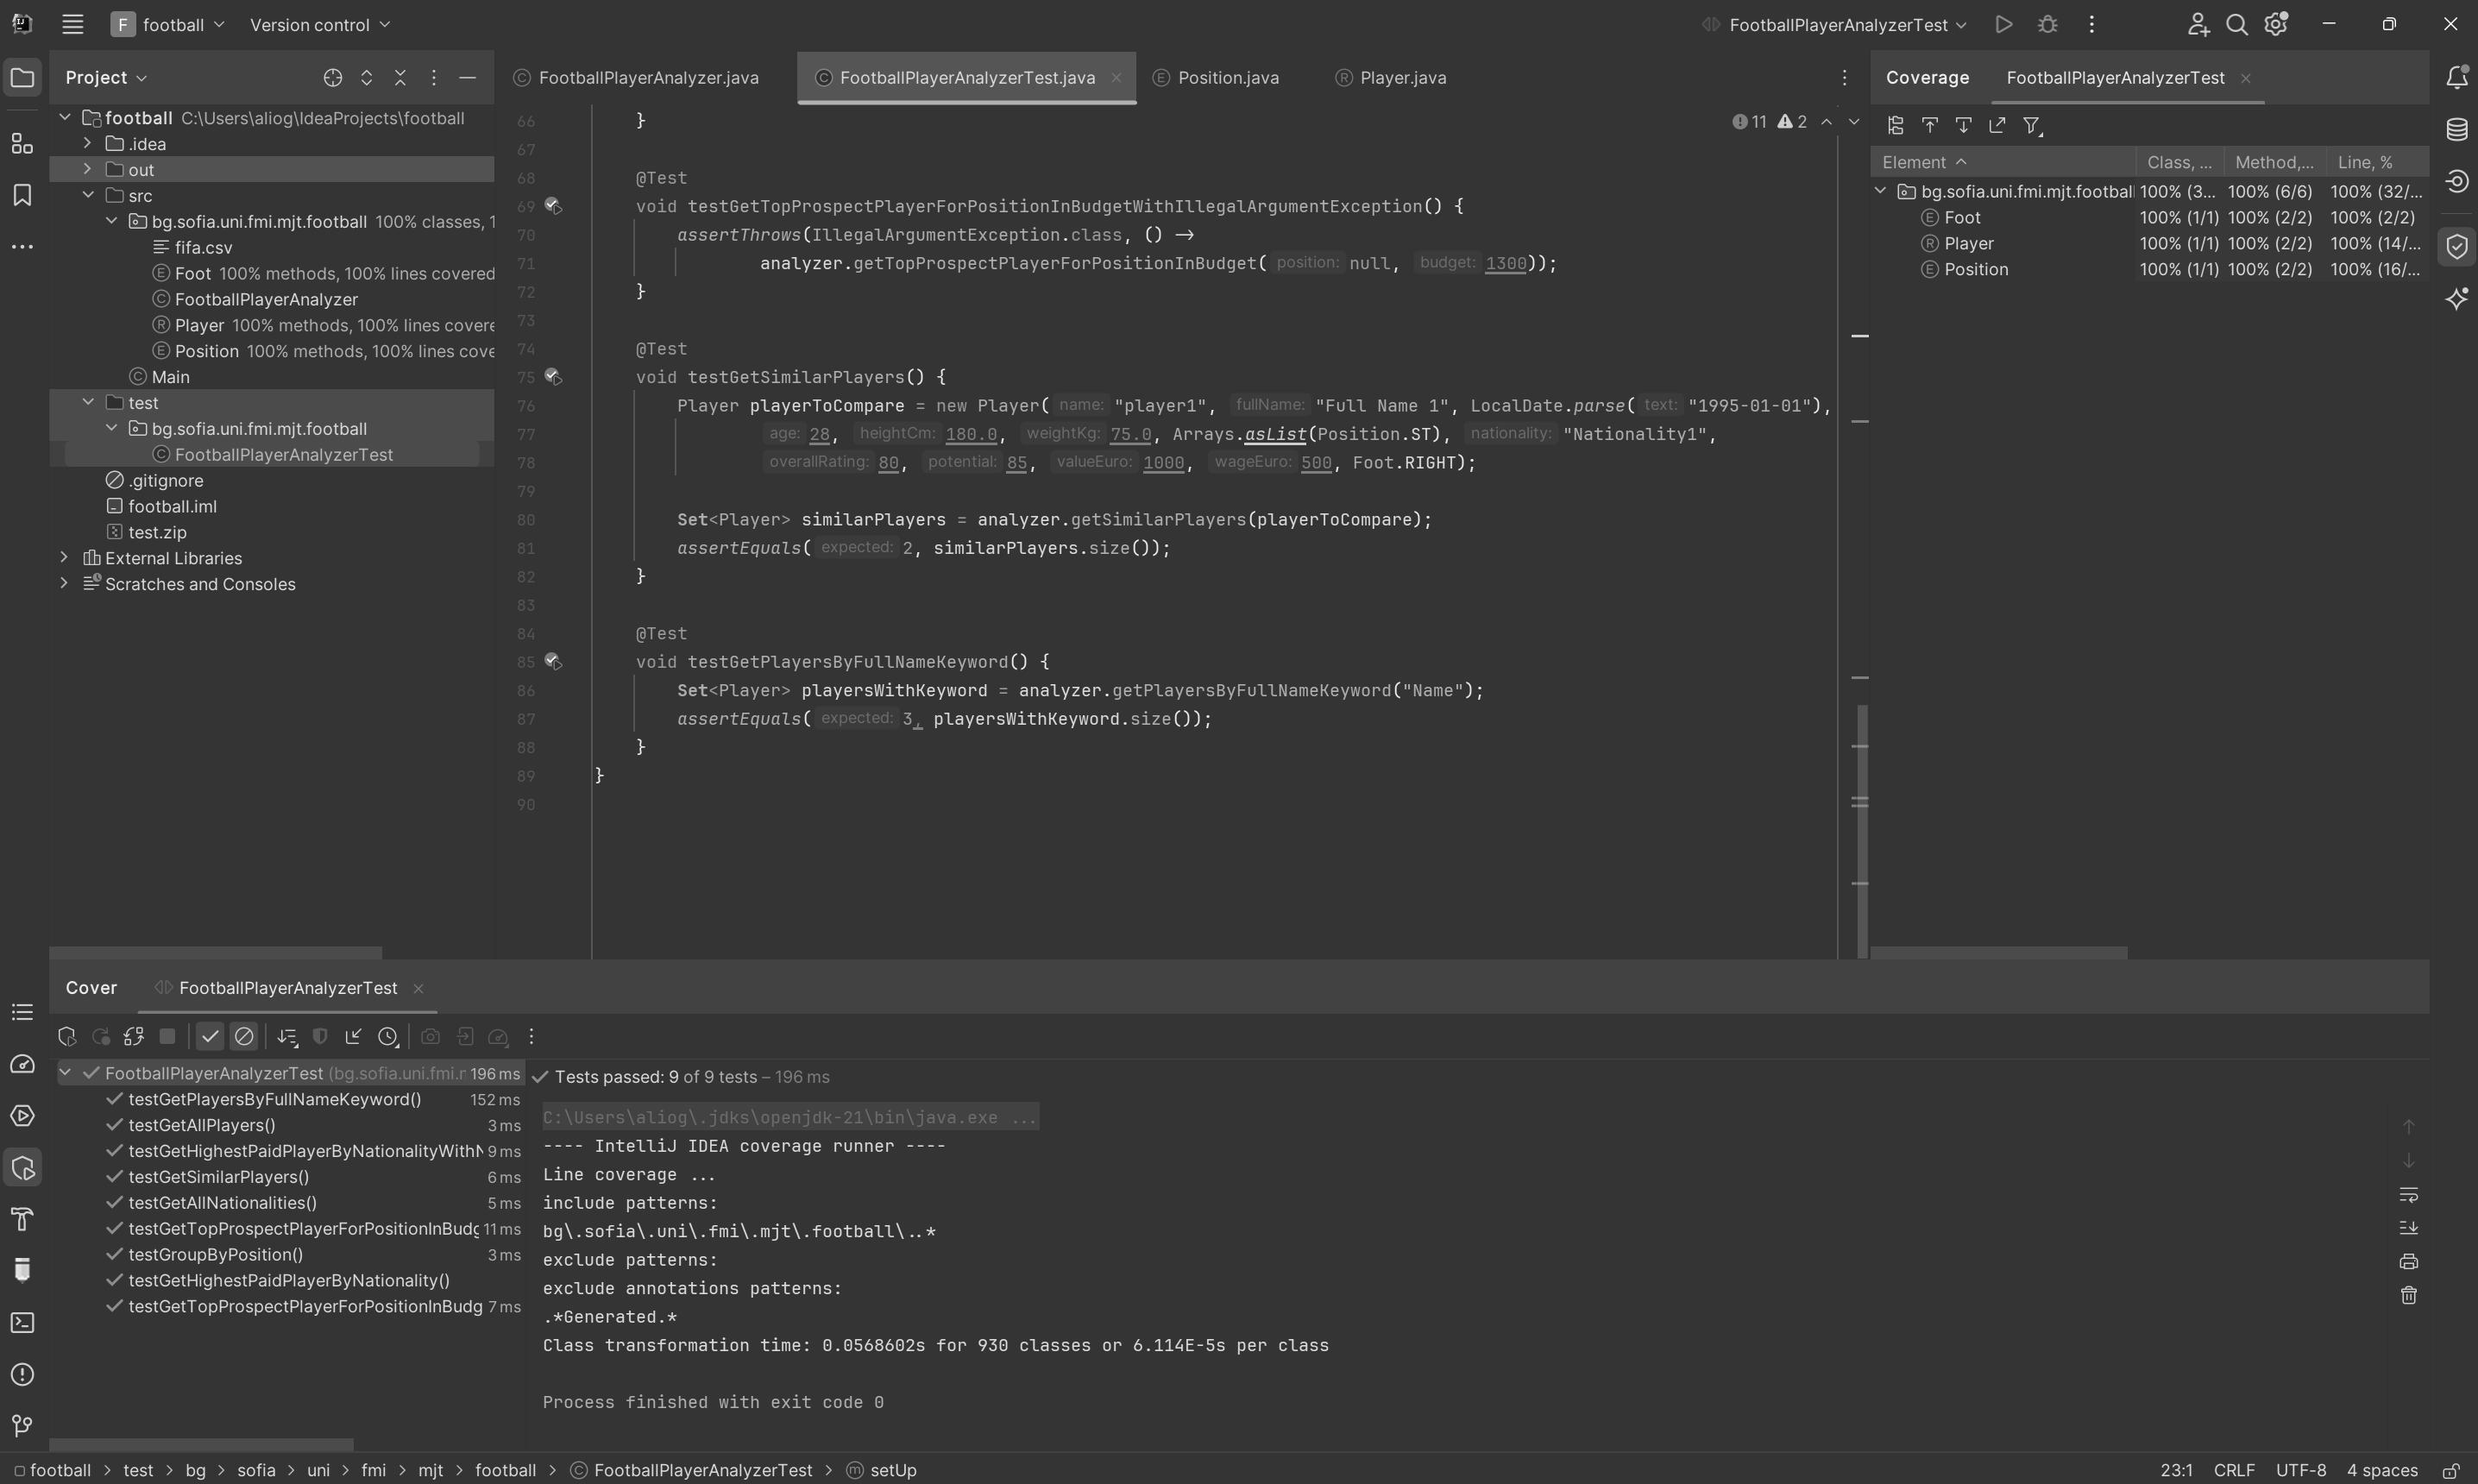 F football Version control FootballPlayerAnalyzerTest
Project
football C:\Users\aliog\IdeaProjects\football
.idea
out
src
bg.sofia.uni.fmi.mjt.football 100% classes, 1
fifa.csv
Foot 100% methods, 100% lines covered
FootballPlayerAnalyzer
Player 100% methods, 100% lines covere
Position 100% methods, 100% lines cove
Main
test
bg.sofia.uni.fmi.mjt.football
FootballPlayerAnalyzerTest
.gitignore
football.iml
test.zip
External Libraries
Scratches and Consoles
FootballPlayerAnalyzer.java FootballPlayerAnalyzerTest.java Position.java Player.java
11 2
66 }
67
68 @Test
69 void testGetTopProspectPlayerForPositionInBudgetWithIllegalArgumentException() {
70 assertThrows(IllegalArgumentException.class, () →
71 analyzer.getTopProspectPlayerForPositionInBudget( position: null, budget: 1300));
72 }
73
74 @Test
75 void testGetSimilarPlayers() {
76 Player playerToCompare = new Player( name: "player1", fullName: "Full Name 1", LocalDate.parse( text: "1995-01-01"),
77 age: 28, heightCm: 180.0, weightKg: 75.0, Arrays.asList(Position.ST), nationality: "Nationality1",
78 overallRating: 80, potential: 85, valueEuro: 1000, wageEuro: 500, Foot.RIGHT);
79
80 Set<Player> similarPlayers = analyzer.getSimilarPlayers(playerToCompare);
81 assertEquals( expected: 2, similarPlayers.size());
82 }
83
84 @Test
85 void testGetPlayersByFullNameKeyword() {
86 Set<Player> playersWithKeyword = analyzer.getPlayersByFullNameKeyword("Name");
87 assertEquals( expected: 3, playersWithKeyword.size());
88 }
89 }
90
Coverage FootballPlayerAnalyzerTest
Element Class, ... Method,... Line, %
bg.sofia.uni.fmi.mjt.football 100% (3... 100% (6/6) 100% (32/...
Foot 100% (1/1) 100% (2/2) 100% (2/2)
Player 100% (1/1) 100% (2/2) 100% (14/...
Position 100% (1/1) 100% (2/2) 100% (16/...
Cover FootballPlayerAnalyzerTest
FootballPlayerAnalyzerTest (bg.sofia.uni.fmi.r 196 ms
testGetPlayersByFullNameKeyword() 152 ms
testGetAllPlayers() 3 ms
testGetHighestPaidPlayerByNationalityWithN 9 ms
testGetSimilarPlayers() 6 ms
testGetAllNationalities() 5 ms
testGetTopProspectPlayerForPositionInBudg 11 ms
testGroupByPosition() 3 ms
testGetHighestPaidPlayerByNationality()
testGetTopProspectPlayerForPositionInBudg 7 ms
Tests passed: 9 of 9 tests – 196 ms
C:\Users\aliog\.jdks\openjdk-21\bin\java.exe ...
---- IntelliJ IDEA coverage runner ----
Line coverage ...
include patterns:
bg\.sofia\.uni\.fmi\.mjt\.football\..*
exclude patterns:
exclude annotations patterns:
.*Generated.*
Class transformation time: 0.0568602s for 930 classes or 6.114E-5s per class
Process finished with exit code 0
football > test > bg > sofia > uni > fmi > mjt > football > FootballPlayerAnalyzerTest > setUp
23:1 CRLF UTF-8 4 spaces